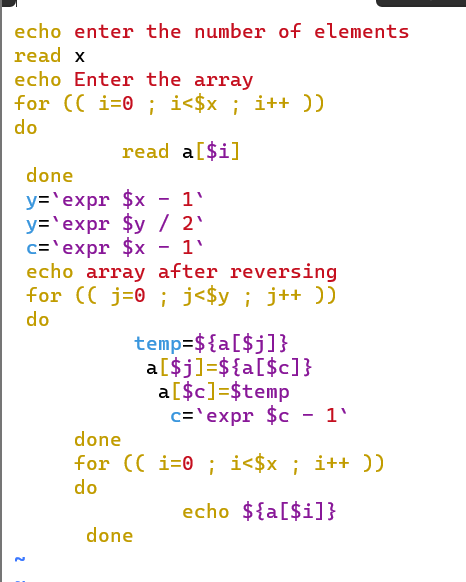 echo enter the number of elements
read x
echo Enter the array
for (( i=0 ; i<$x ; i++ ))
do
         read a[$i]
 done
 y=`expr $x - 1`
 y=`expr $y / 2`
 c=`expr $x - 1`
 echo array after reversing
 for (( j=0 ; j<$y ; j++ ))
 do
          temp=${a[$j]}
           a[$j]=${a[$c]}
            a[$c]=$temp
             c=`expr $c - 1`
     done
     for (( i=0 ; i<$x ; i++ ))
     do
              echo ${a[$i]}
      done
~